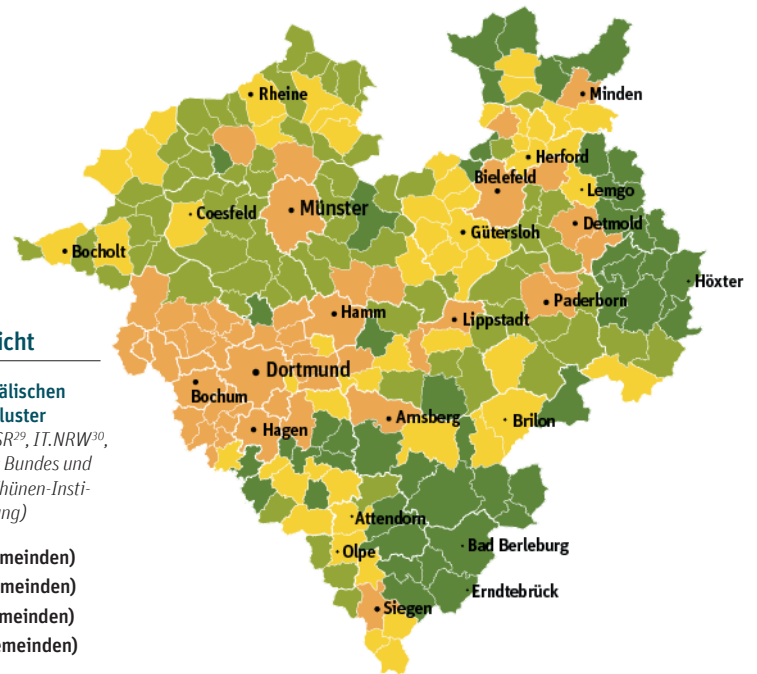 Rheine
Minden
Herford
Bielefeld
Lemgo
Coesfeld
Münster
Detmold
Gütersloh
Bocholt
Höxter
Paderborn
Hamm
Lippstadt
Dortmund
Bochum
Arnsberg
Brilon
Hagen
Attendorn
Bad Berleburg
Olpe
Erndtebrück
Siegen
icht
älischen
luster
SR²⁹, IT.NRW³⁰,
Bundes und
hünen-Insti-
ung)
meinden)
meinden)
meinden)
emeinden)